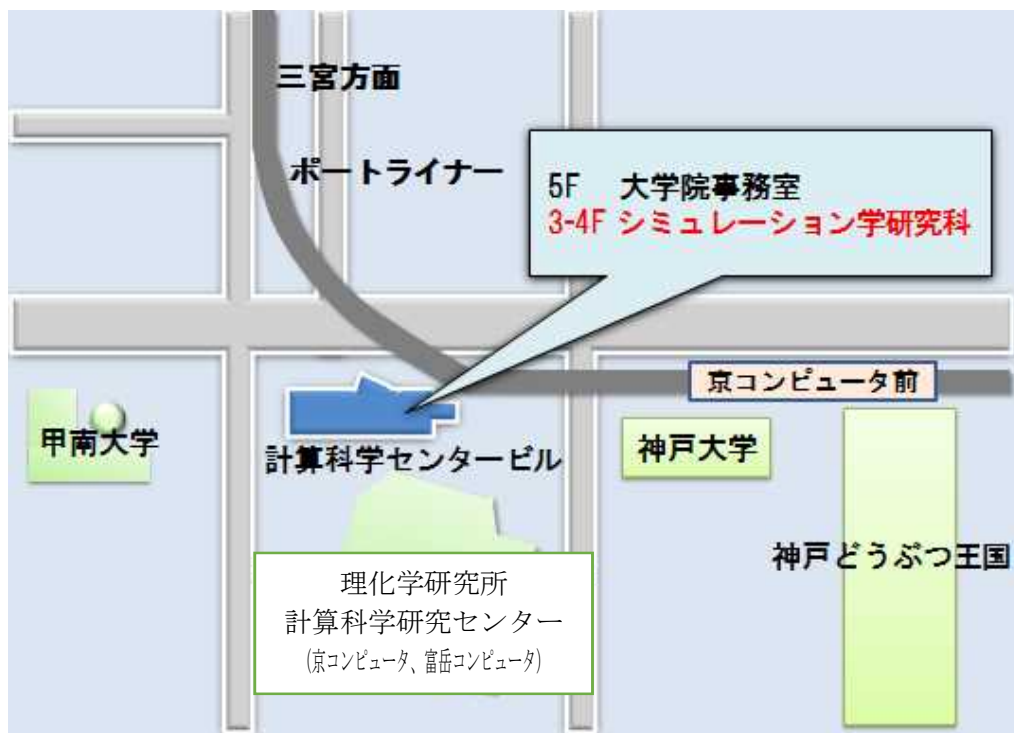 三宮方面
ポートライナー
5F 大学院事務室
3-4F シミュレーション学研究科
京コンピュータ前
甲南大学
計算科学センタービル
神戸大学
神戸どうぶつ王国
理化学研究所
計算科学研究センター
(京コンピュータ、富岳コンピュータ)